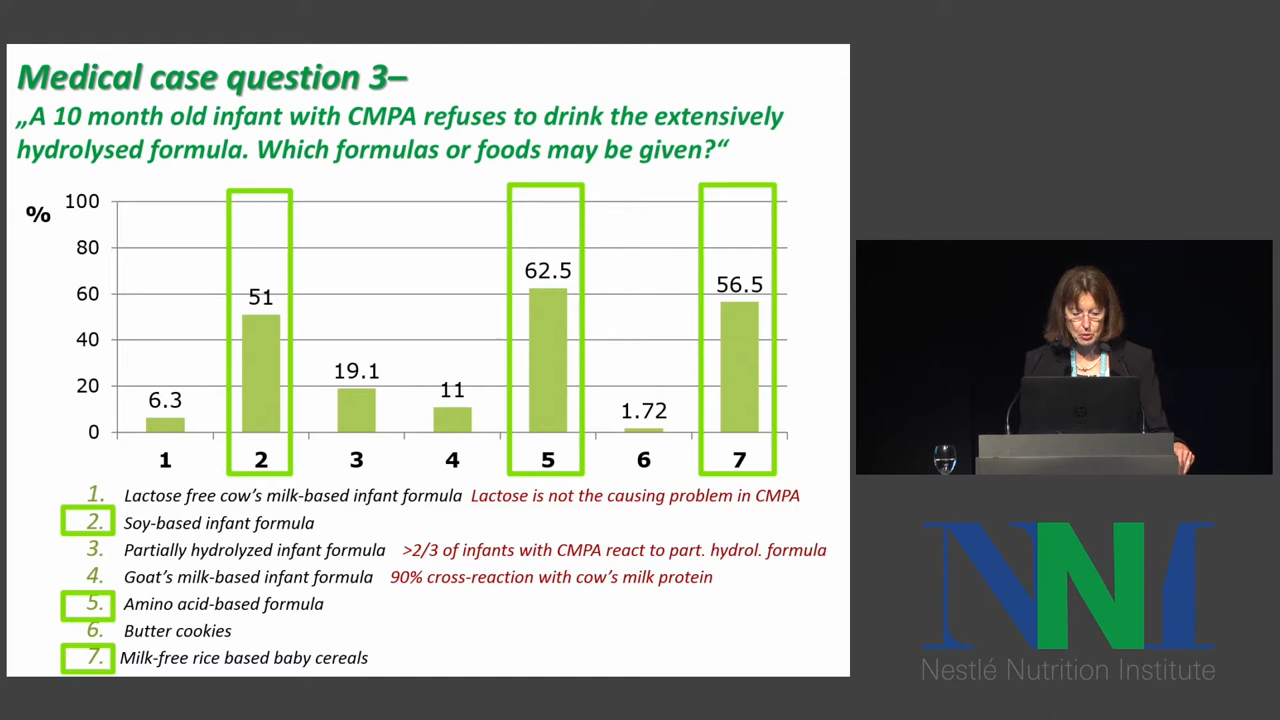 Medical case question 3–
„A 10 month old infant with CMPA refuses to drink the extensively
hydrolysed formula. Which formulas or foods may be given?“
%
100
80
60
40
20
0
6.3
51
19.1
11
62.5
1.72
56.5
1 2 3 4 5 6 7
1. Lactose free cow's milk-based infant formula Lactose is not the causing problem in CMPA
2. Soy-based infant formula
3. Partially hydrolyzed infant formula >2/3 of infants with CMPA react to part. hydrol. formula
4. Goat's milk-based infant formula 90% cross-reaction with cow's milk protein
5. Amino acid-based formula
6. Butter cookies
7. Milk-free rice based baby cereals
NNI
Nestlé Nutrition Institute